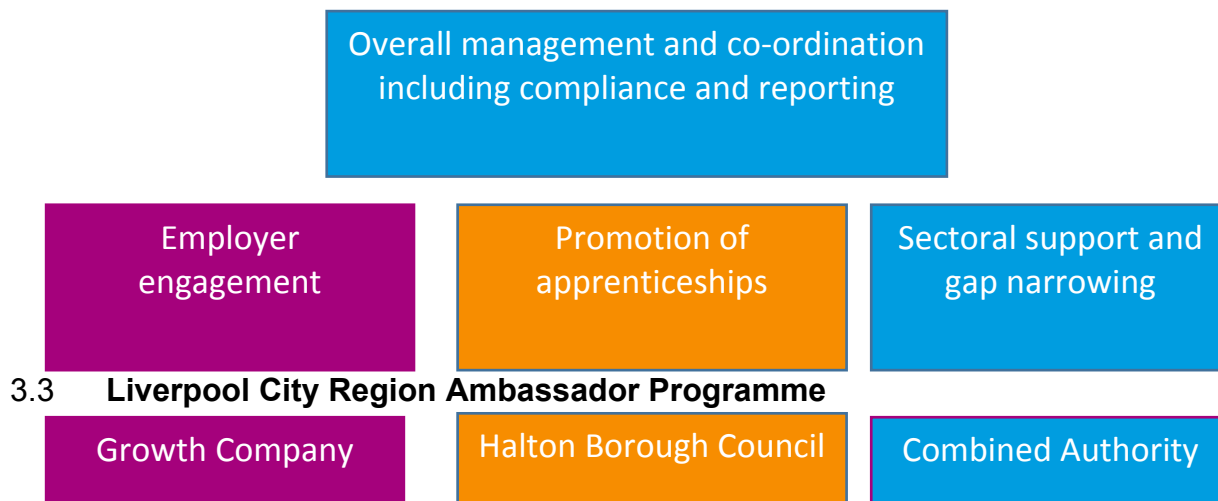 Overall management and co-ordination
including compliance and reporting
Employer
engagement
Promotion of
apprenticeships
Sectoral support and
gap narrowing
3.3 Liverpool City Region Ambassador Programme
Growth Company
Halton Borough Council
Combined Authority